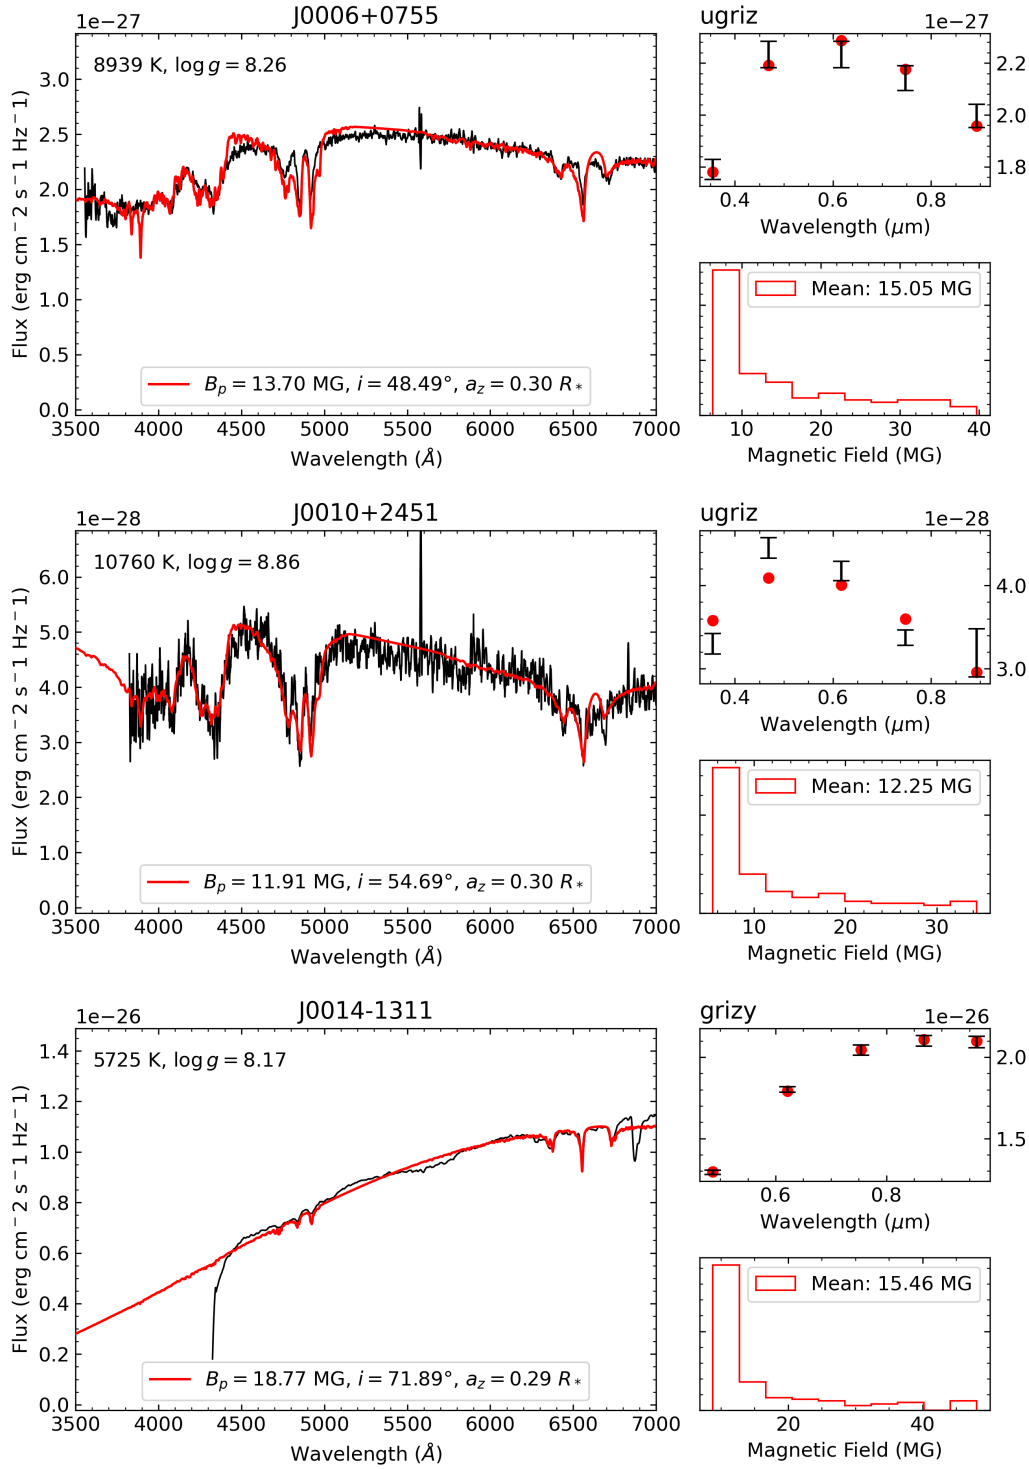 J0006+0755
1e−27
8939 K, log g = 8.26
Flux (erg cm−2 s−1 Hz−1)
3.0
2.5
2.0
1.5
1.0
0.5
0.0
B_p = 13.70 MG, i = 48.49°, a_z = 0.30 R_*
3500 4000 4500 5000 5500 6000 6500 7000
Wavelength (Å)
ugriz 1e−27
2.2
2.0
1.8
0.4 0.6 0.8
Wavelength (μm)
Mean: 15.05 MG
10 20 30 40
Magnetic Field (MG)
J0010+2451
1e−28
10760 K, log g = 8.86
Flux (erg cm−2 s−1 Hz−1)
6.0
5.0
4.0
3.0
2.0
1.0
0.0
B_p = 11.91 MG, i = 54.69°, a_z = 0.30 R_*
3500 4000 4500 5000 5500 6000 6500 7000
Wavelength (Å)
ugriz 1e−28
4.0
3.0
0.4 0.6 0.8
Wavelength (μm)
Mean: 12.25 MG
10 20 30
Magnetic Field (MG)
J0014-1311
1e−26
5725 K, log g = 8.17
Flux (erg cm−2 s−1 Hz−1)
1.4
1.2
1.0
0.8
0.6
0.4
0.2
0.0
B_p = 18.77 MG, i = 71.89°, a_z = 0.29 R_*
3500 4000 4500 5000 5500 6000 6500 7000
Wavelength (Å)
grizy 1e−26
2.0
1.5
0.6 0.8
Wavelength (μm)
Mean: 15.46 MG
20 40
Magnetic Field (MG)